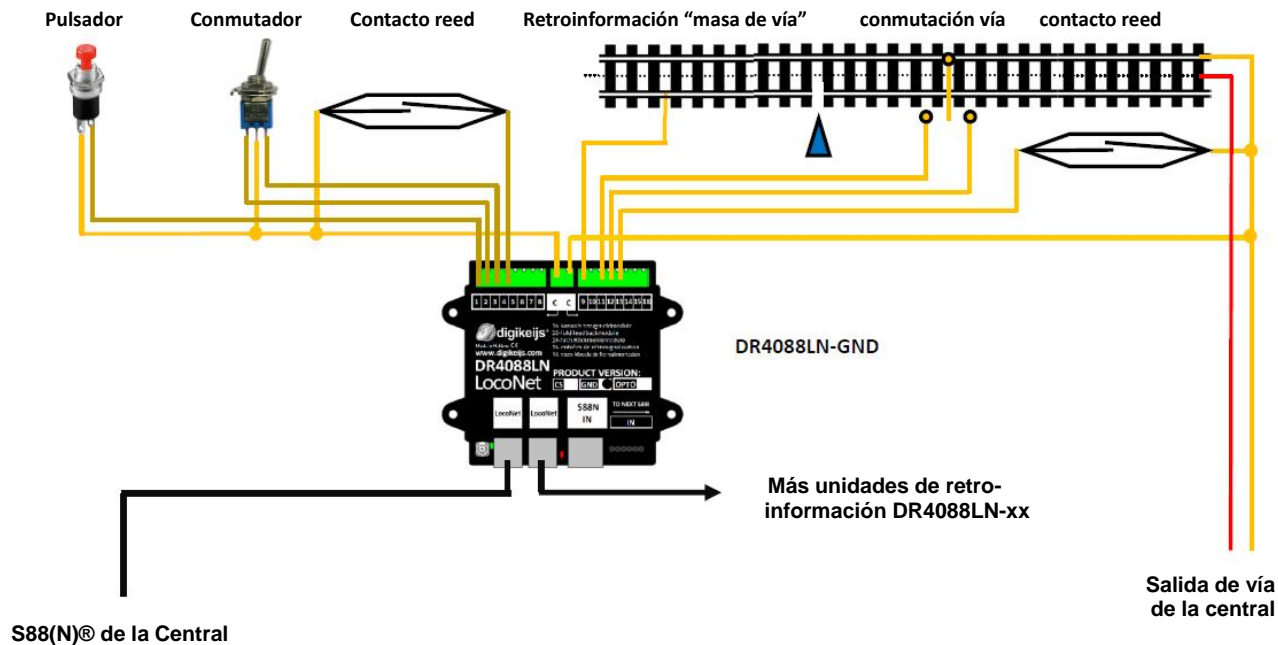 Pulsador
Conmutador
Contacto reed
Retroinformación “masa de vía”
conmutación vía
contacto reed
1 2 3 4 5 6 7 8
C C
9 10 11 12 13 14 15 16
digikeijs®
www.digikeijs.com
DR4088LN
LocoNet
PRODUCT VERSION:
CS GND OPTO
LocoNet
LocoNet
S88N
IN
TO NEXT S88
IN
DR4088LN-GND
Más unidades de retro-
información DR4088LN-xx
Salida de vía
de la central
S88(N)® de la Central